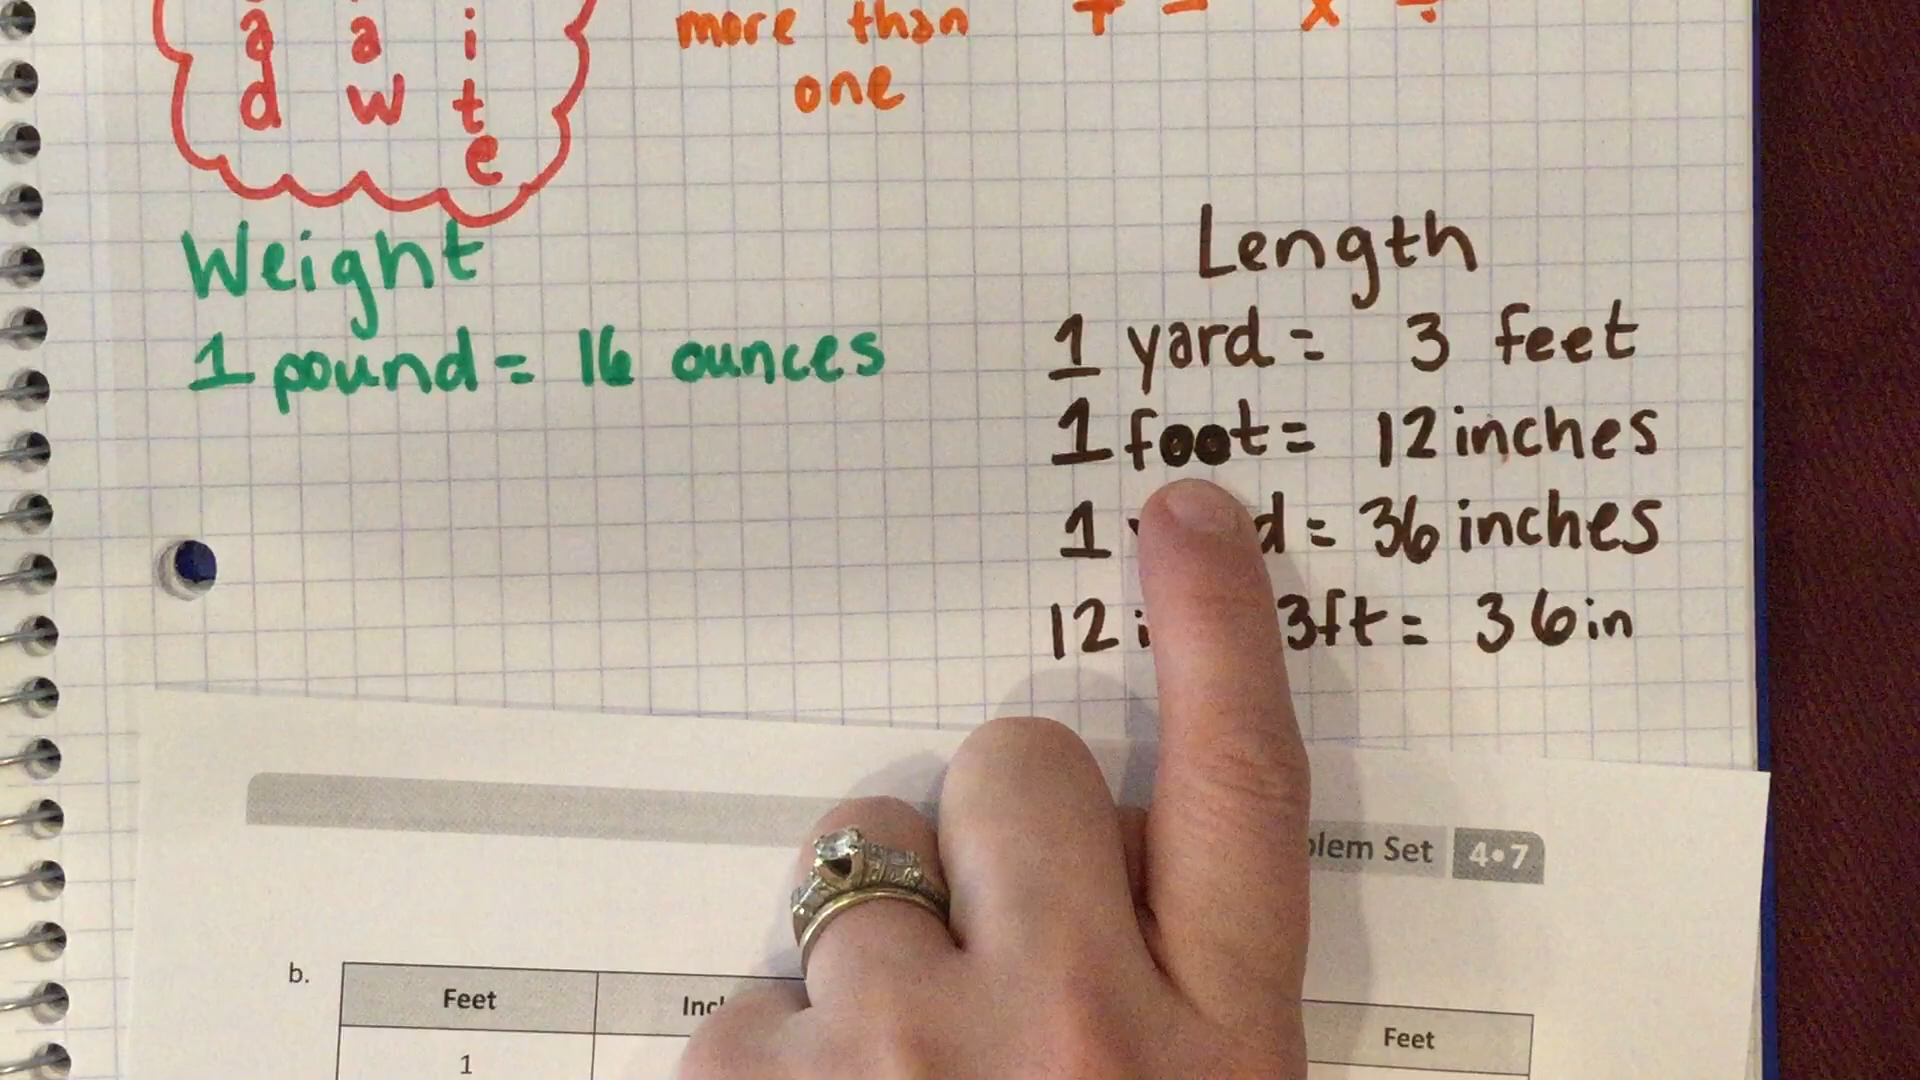 more than
one
+ - x ÷
a a i
d w t
e
Weight
1 pound = 16 ounces
Length
1 yard = 3 feet
1 foot = 12 inches
1 d = 36 inches
12 i 3ft = 36in
Set 4•7
b.
Feet
1
Feet